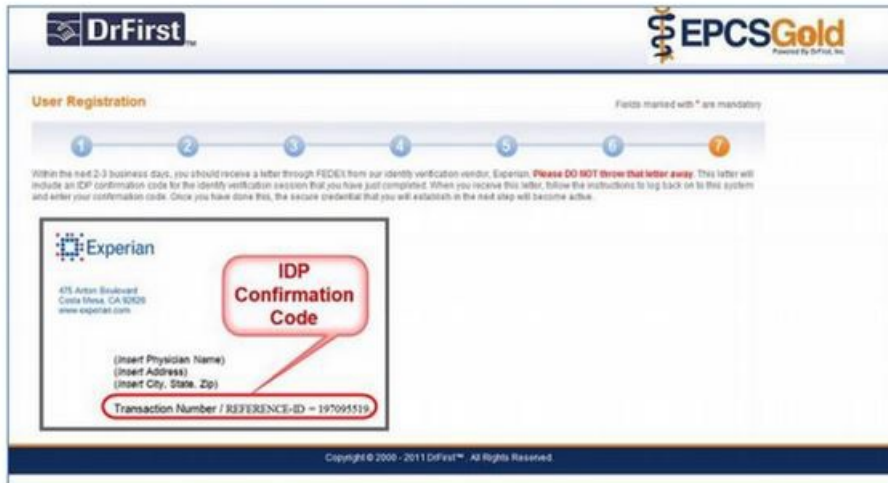 DrFirst™
EPCSGold
Powered By DrFirst, Inc.
User Registration
Fields marked with * are mandatory
1 2 3 4 5 6 7
Within the next 2-3 business days, you should receive a letter through FEDEX from our identity verification vendor, Experian. Please DO NOT throw that letter away. This letter will
include an IDP confirmation code for the identity verification session that you have just completed. When you receive this letter, follow the instructions to log back on to this system
and enter your confirmation code. Once you have done this, the secure credential that you will establish in the next step will become active.
Experian
475 Anton Boulevard
Costa Mesa, CA 92626
www.experian.com
IDP
Confirmation
Code
(Insert Physician Name)
(Insert Address)
(Insert City, State, Zip)
Transaction Number / REFERENCE-ID = 197095519
Copyright © 2000 - 2011 DrFirst™. All Rights Reserved.